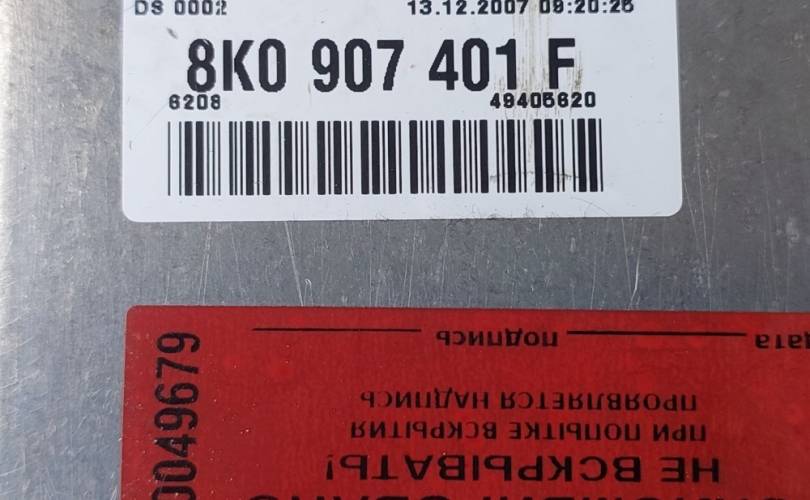 DS 0002 13.12.2007 09:20:26
8K0 907 401 F
6208 49405620
НЕ ВСКРЫВАТЬ!
ПРИ ПОПЫТКЕ ВСКРЫТИЯ
ПРОЯВЛЯЕТСЯ НАДПИСЬ
дата подпись
0049679